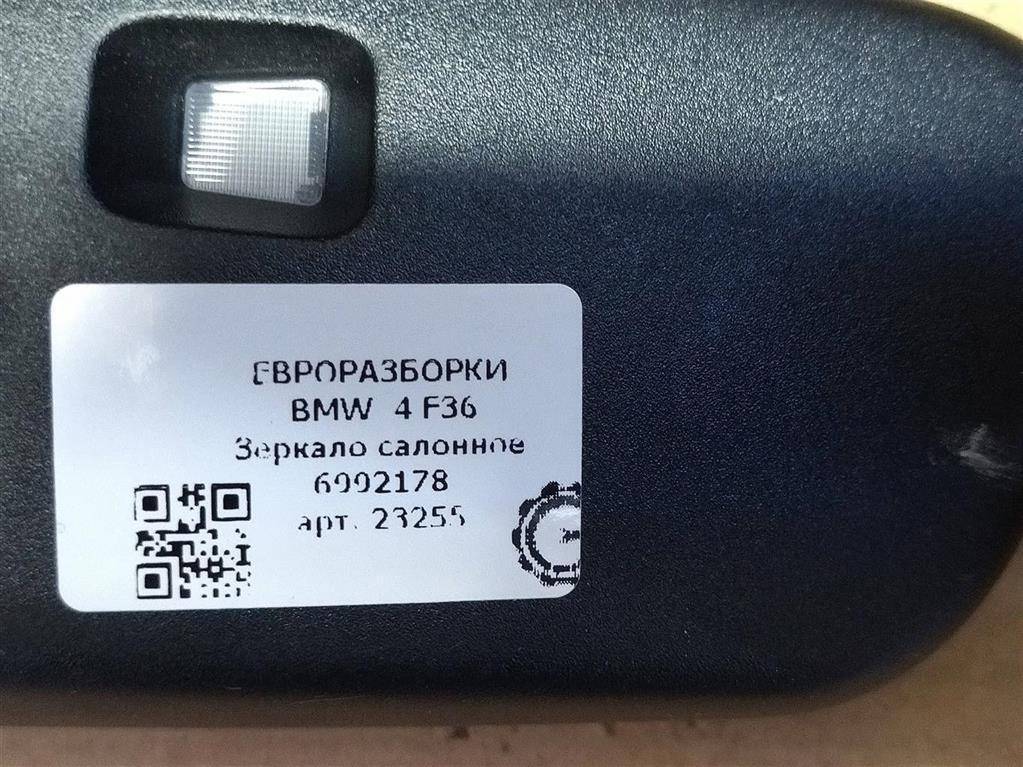 ЕВРОРАЗБОРКИ
BMW 4 F36
Зеркало салонное
6992178
арт. 23255